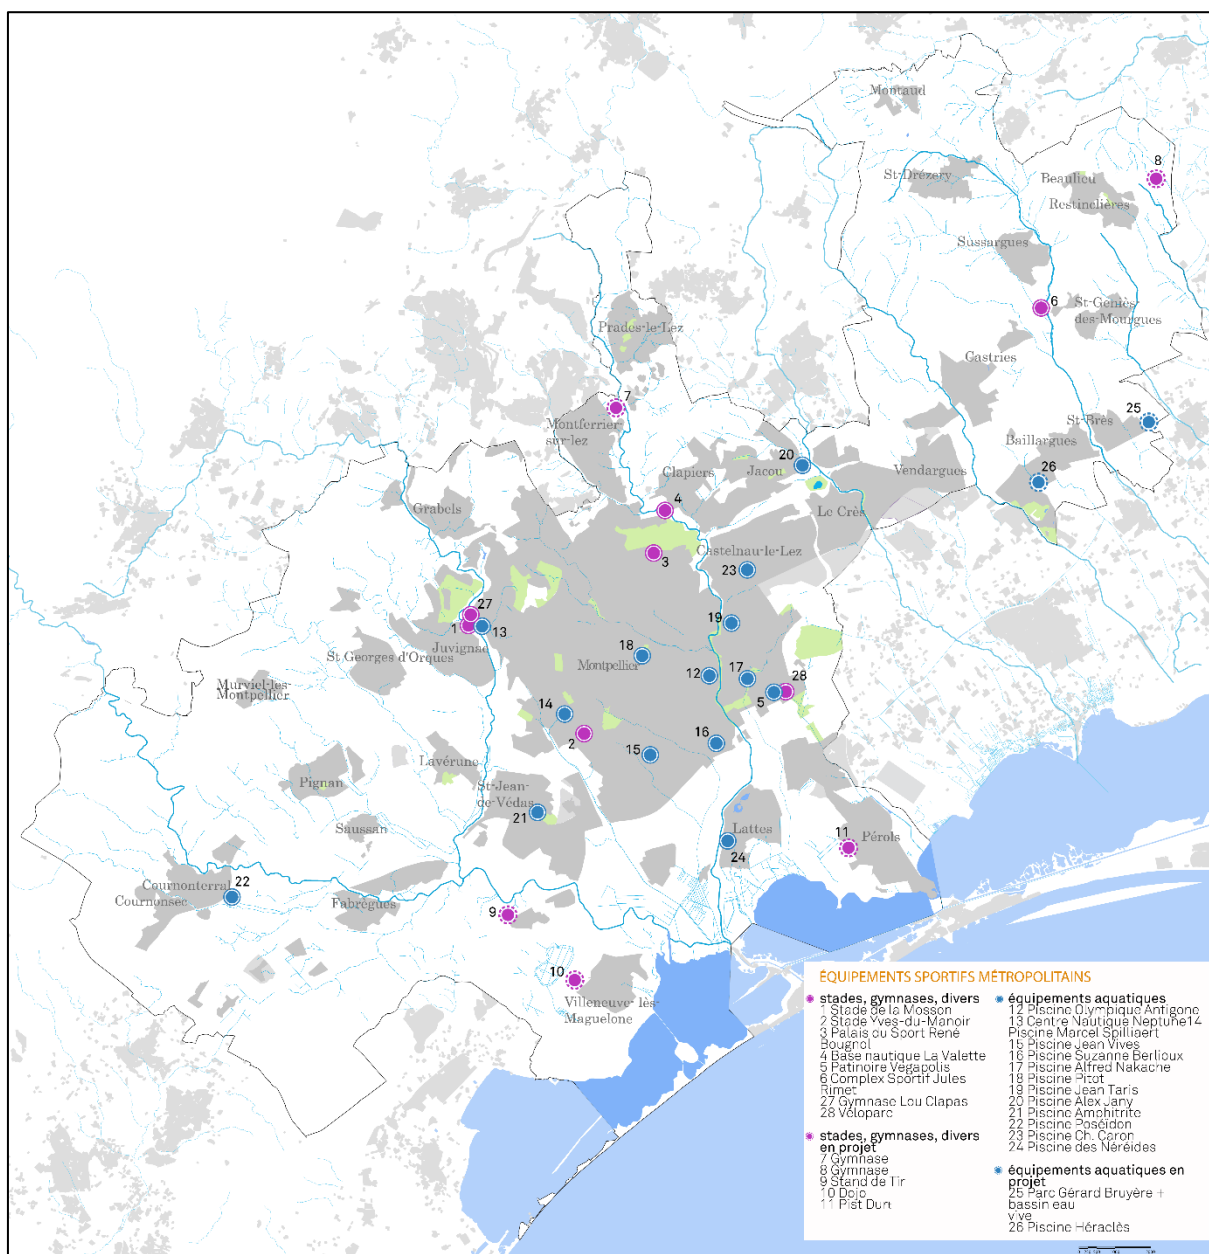 Montaud
St-Drézery
Beaulieu
8
Restinclières
Sussargues
6
St-Geniès-
des-Mourgues
Prades-le-Lez
Castries
7
Montferrier-
sur-lez
25
St-Brès
Baillargues
20
Clapiers
Jacou
Vendargues
26
4
Grabels
Le Crès
3
Castelnau-le-Lez
23
27
1
13
19
Juvignac
St Georges d'Orques
18
Montpellier
12
17
28
Murviel-les-
Montpellier
5
14
2
16
15
Lavérune
Pignan
St-Jean-
de-Védas
21
Saussan
Lattes
24
11
Pérols
Cournonterral
22
Cournonsec
Fabrègues
9
10
Villeneuve-lès-
Maguelone
ÉQUIPEMENTS SPORTIFS MÉTROPOLITAINS
stades, gymnases, divers
1 Stade de la Mosson
2 Stade Yves-du-Manoir
3 Palais du Sport René
Bougnol
4 Base nautique La Valette
5 Patinoire Végapolis
6 Complex Sportif Jules
Rimet
27 Gymnase Lou Clapas
28 Véloparc
stades, gymnases, divers
en projet
7 Gymnase
8 Gymnase
9 Stand de Tir
10 Dojo
11 Pist Durt
équipements aquatiques
12 Piscine Olympique Antigone
13 Centre Nautique Neptune14
Piscine Marcel Spilliaert
15 Piscine Jean Vives
16 Piscine Suzanne Berlioux
17 Piscine Alfred Nakache
18 Piscine Pitot
19 Piscine Jean Taris
20 Piscine Alex Jany
21 Piscine Amphitrite
22 Piscine Poséidon
23 Piscine Ch. Caron
24 Piscine des Néréides
équipements aquatiques en
projet
25 Parc Gérard Bruyère +
bassin eau
vive
26 Piscine Héraclès